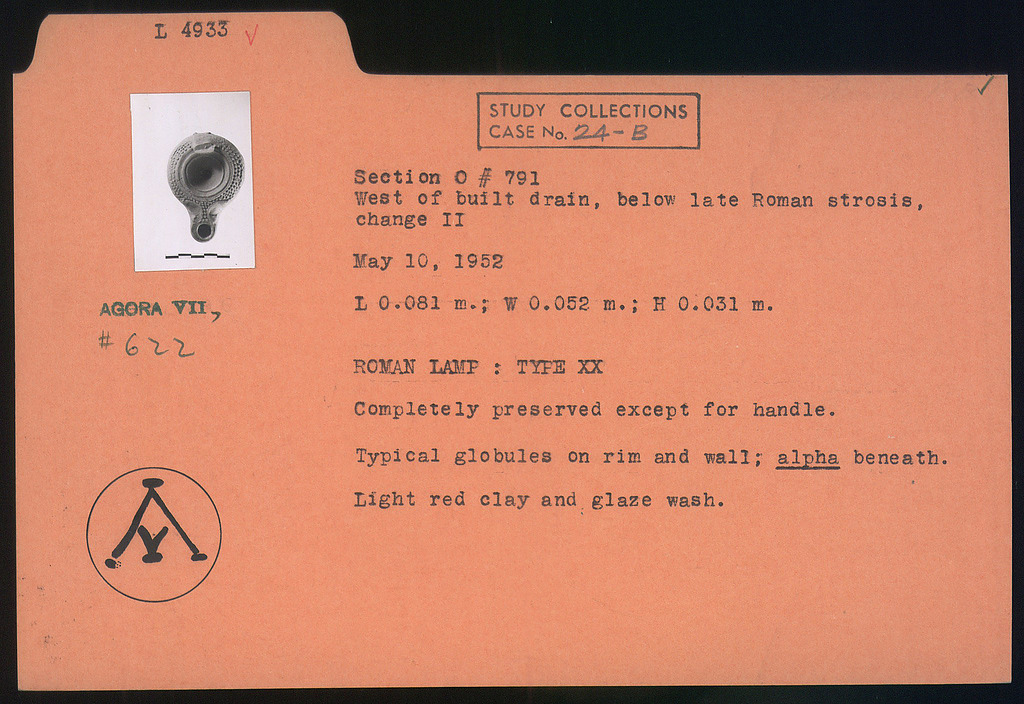 L 4933
STUDY COLLECTIONS
CASE No. 24-B
Section O # 791
West of built drain, below late Roman strosis,
change II
May 10, 1952
L 0.081 m.; W 0.052 m.; H 0.031 m.
AGORA VII,
# 622
ROMAN LAMP : TYPE XX
Completely preserved except for handle.
Typical globules on rim and wall; alpha beneath.
Light red clay and glaze wash.